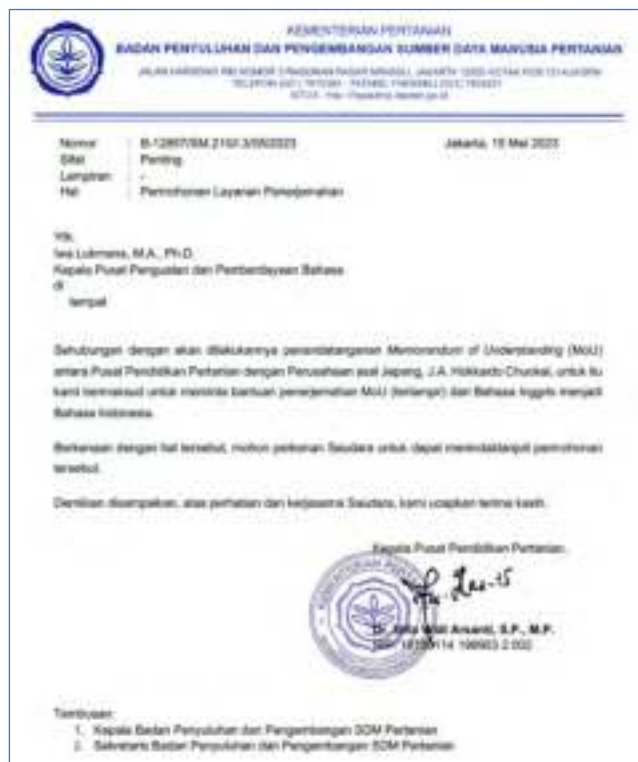 KEMENTERIAN PERTANIAN
BADAN PENYULUHAN DAN PENGEMBANGAN SUMBER DAYA MANUSIA PERTANIAN
Nomor :
Jakarta, 15 Mei 2023
Sifat : Penting
Lampiran : -
Hal : Permohonan Layanan Penerjemahan
Yth.
M.A., Ph.D.
Kepala Pusat Penguatan dan Pemberdayaan Bahasa
di
tempat
Sehubungan dengan akan dilakukannya penandatanganan Memorandum of Understanding (MoU)
antara Pusat Pendidikan Pertanian dengan Perusahaan asal Jepang, J.A. Hokkaido Chuokai, untuk itu
kami bermaksud untuk meminta bantuan penerjemahan MoU (terlampir) dari Bahasa Inggris menjadi
Bahasa Indonesia.
Berkenaan dengan hal tersebut, mohon perkenan Saudara untuk dapat menindaklanjuti permohonan
tersebut.
Demikian disampaikan, atas perhatian dan kerjasama Saudara, kami ucapkan terima kasih.
Kepala Pusat Pendidikan Pertanian,
Arsanti, S.P., M.P.
Tembusan:
1. Kepala Badan Penyuluhan dan Pengembangan SDM Pertanian
2. Sekretaris Badan Penyuluhan dan Pengembangan SDM Pertanian